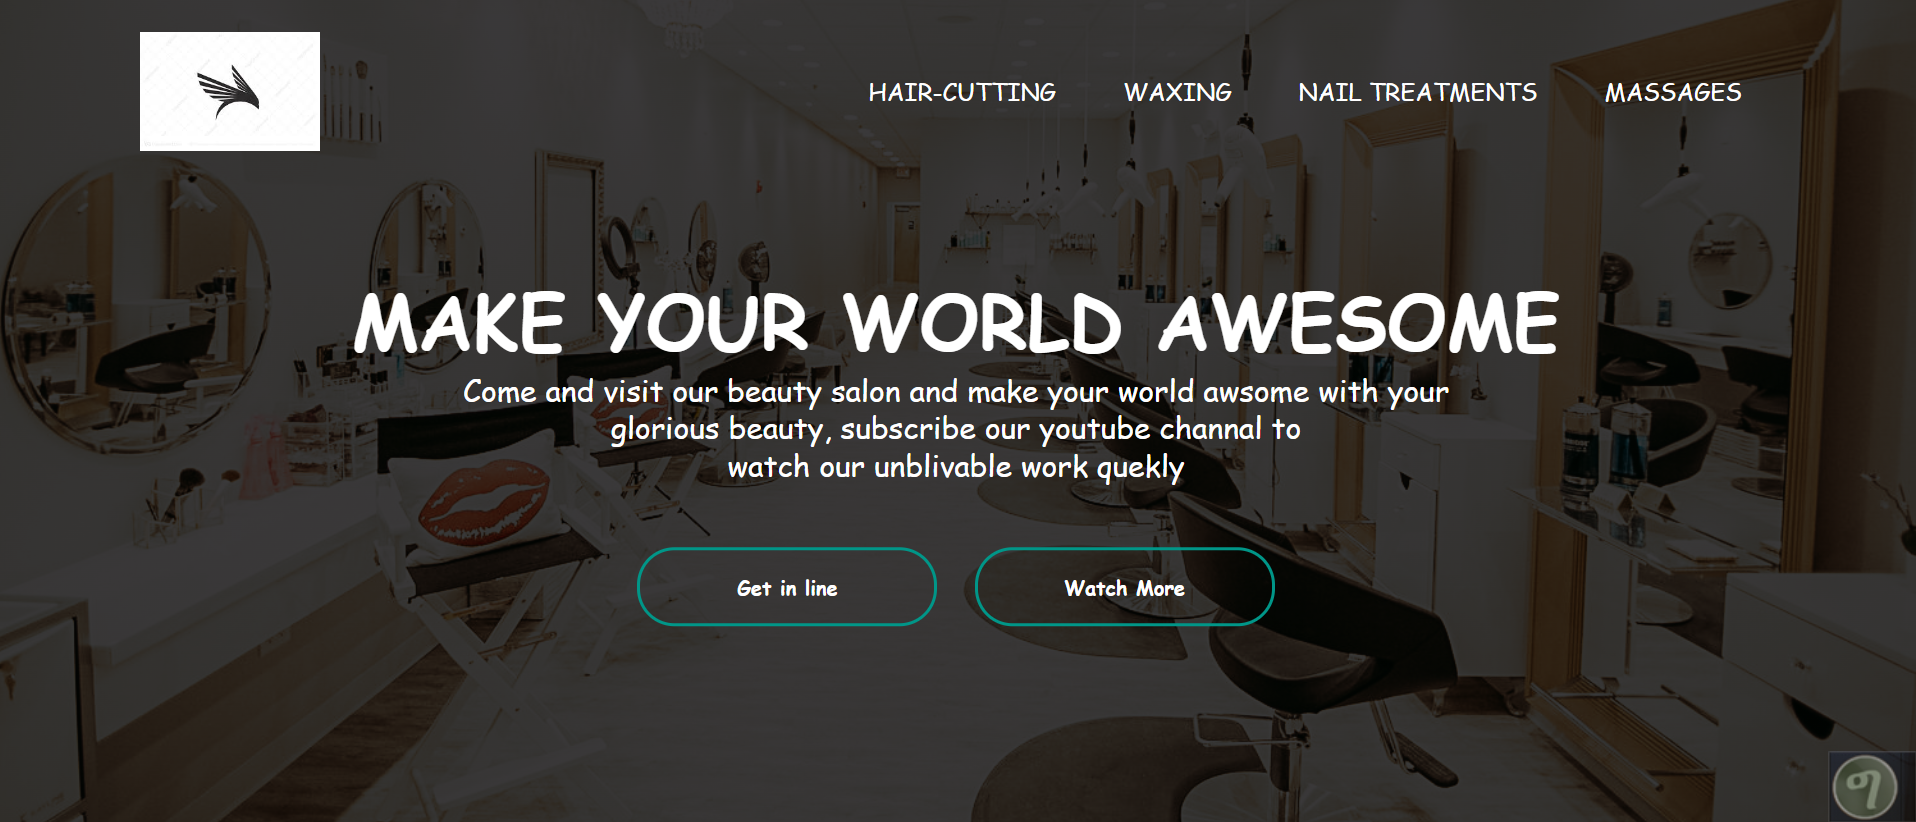 HAIR-CUTTING WAXING NAIL TREATMENTS MASSAGES
MAKE YOUR WORLD AWESOME
Come and visit our beauty salon and make your world awsome with your
glorious beauty, subscribe our youtube channal to
watch our unblivable work quekly
Get in line
Watch More